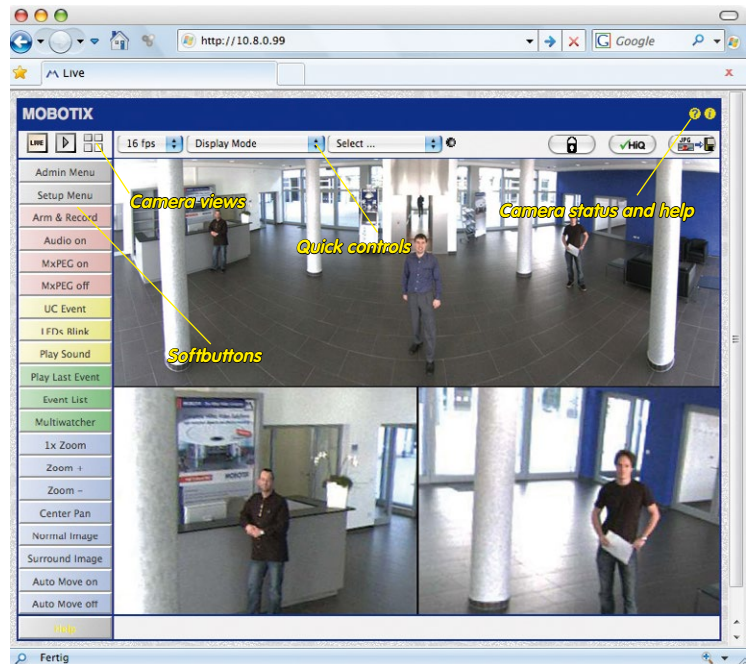 http://10.8.0.99
Google
Live
MOBOTIX
LIVE
16 fps
Display Mode
Select ...
HiQ
JPG
Admin Menu
Setup Menu
Arm & Record
Audio on
MxPEG on
MxPEG off
UC Event
LEDs Blink
Play Sound
Play Last Event
Event List
Multiwatcher
1x Zoom
Zoom +
Zoom –
Center Pan
Normal Image
Surround Image
Auto Move on
Auto Move off
Help
Camera views
Quick controls
Camera status and help
Softbuttons
MOBOTIX
Fertig